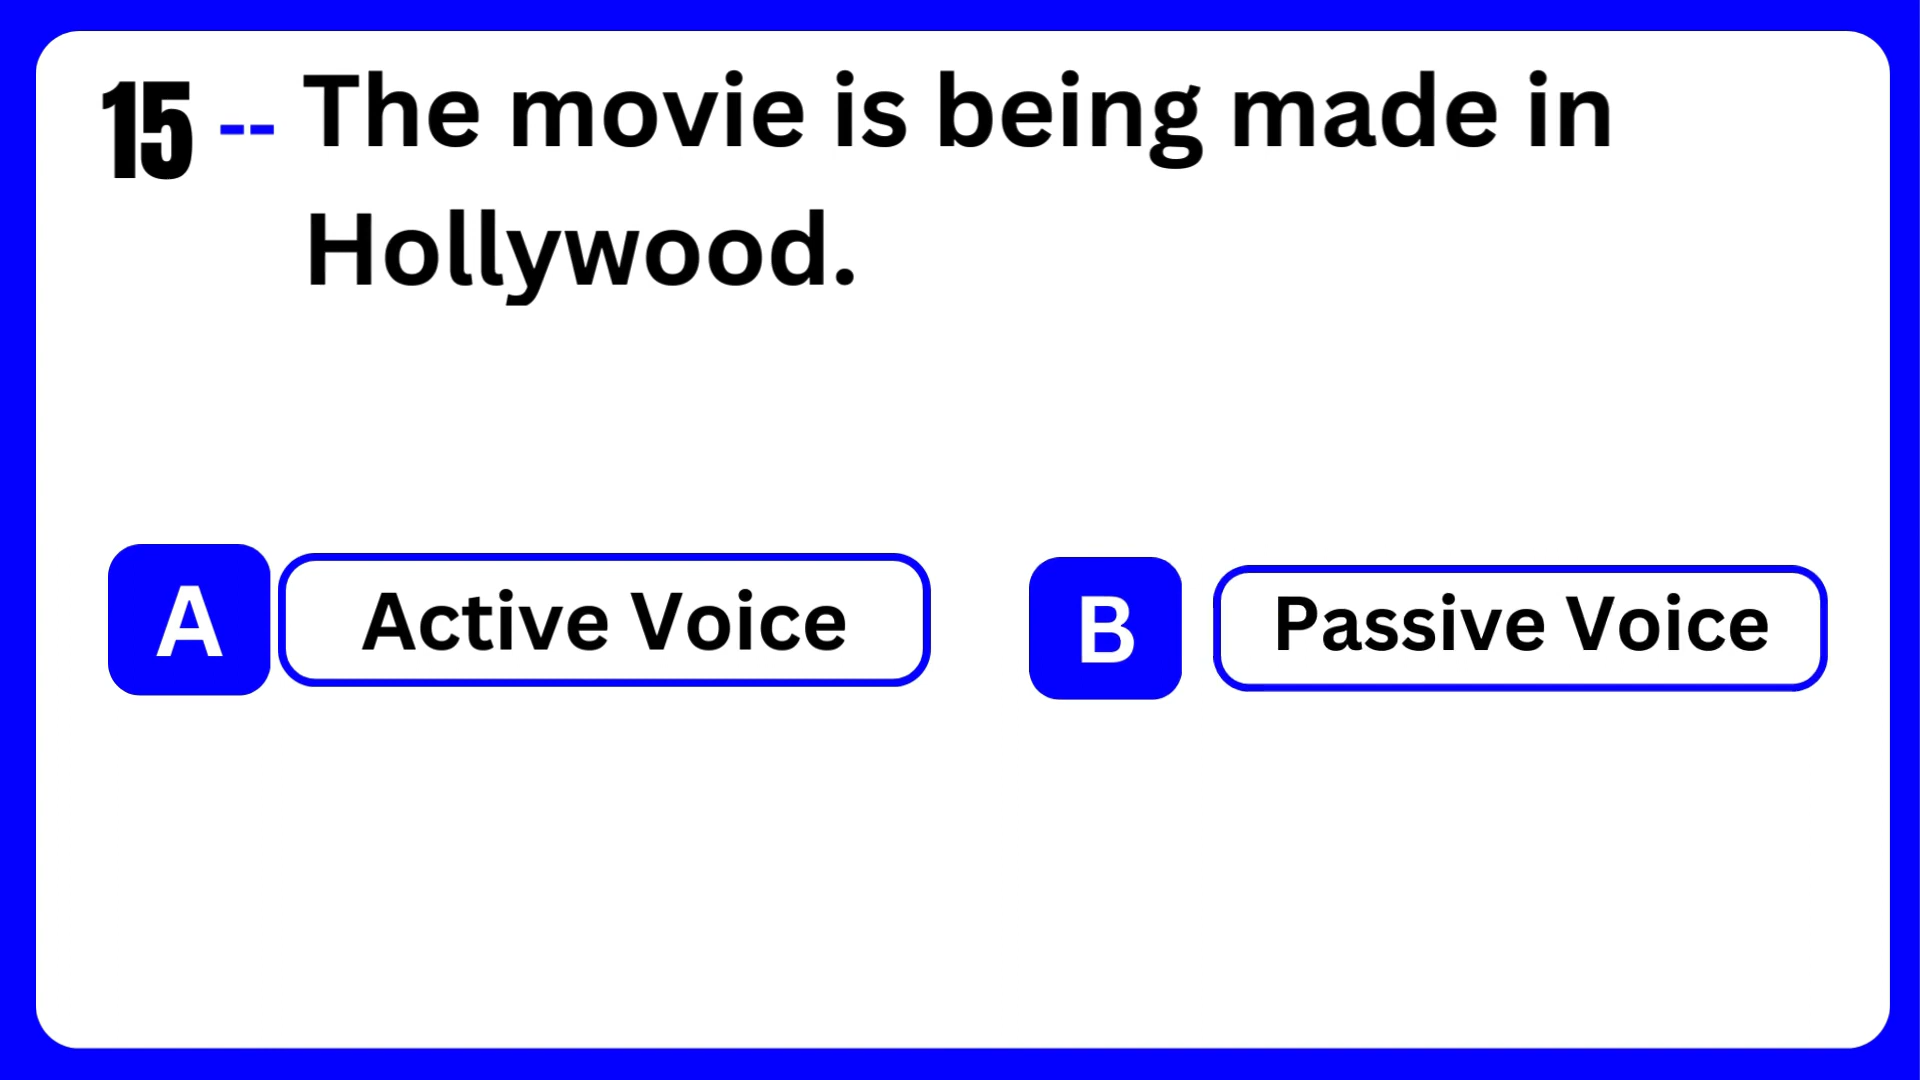 15 -- The movie is being made in
Hollywood.
A Active Voice
B Passive Voice